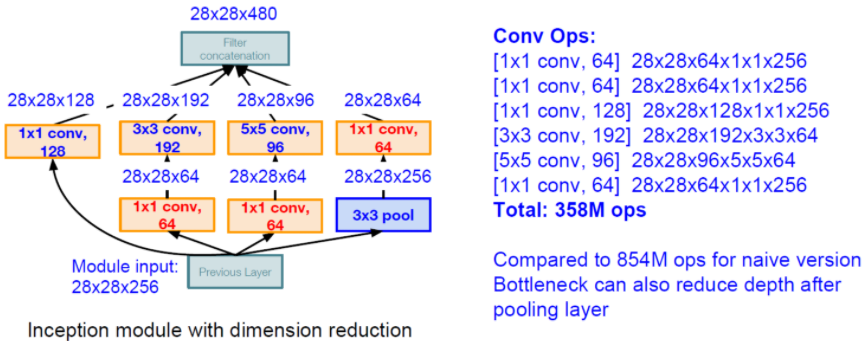 28x28x480
Filter
concatenation
28x28x128
28x28x192
28x28x96
28x28x64
1x1 conv,
128
3x3 conv,
192
5x5 conv,
96
1x1 conv,
64
28x28x64
28x28x64
28x28x256
1x1 conv,
64
1x1 conv,
64
3x3 pool
Module input:
28x28x256
Previous Layer
Inception module with dimension reduction
Conv Ops:
[1x1 conv, 64] 28x28x64x1x1x256
[1x1 conv, 64] 28x28x64x1x1x256
[1x1 conv, 128] 28x28x128x1x1x256
[3x3 conv, 192] 28x28x192x3x3x64
[5x5 conv, 96] 28x28x96x5x5x64
[1x1 conv, 64] 28x28x64x1x1x256
Total: 358M ops
Compared to 854M ops for naive version
Bottleneck can also reduce depth after
pooling layer